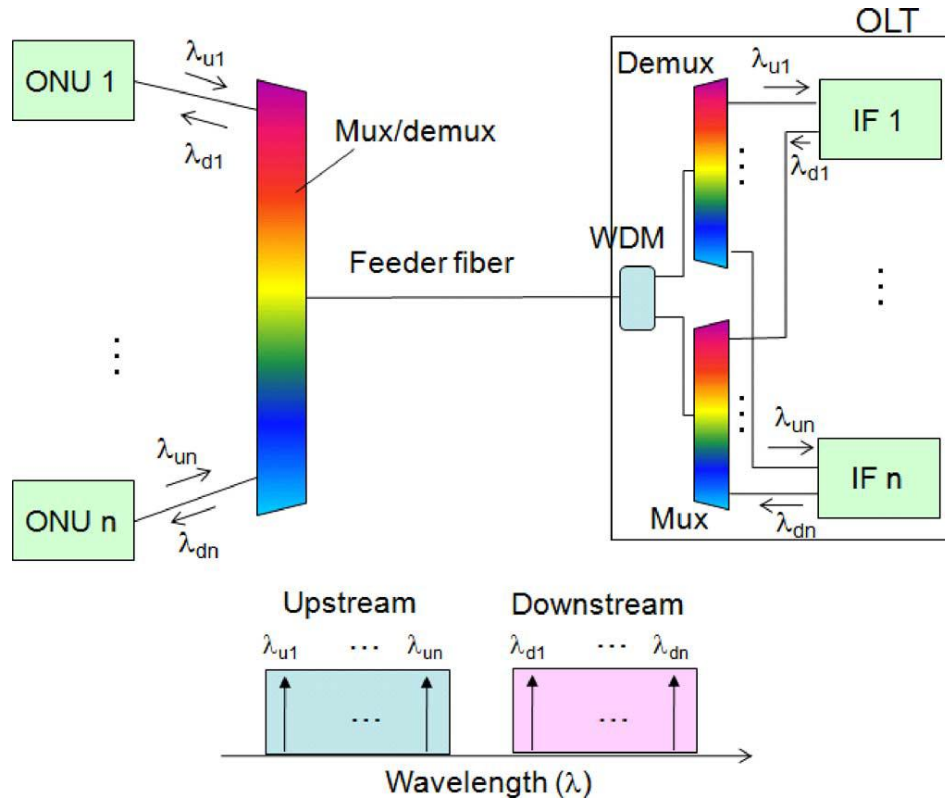 OLT
ONU 1
λu1
λd1
Mux/demux
Demux
λu1
IF 1
λd1
WDM
Feeder fiber
⋮
⋮
⋮
⋮
ONU n
λun
λdn
Mux
λun
IF n
λdn
Upstream
Downstream
λu1 ... λun
λd1 ... λdn
...
...
Wavelength (λ)